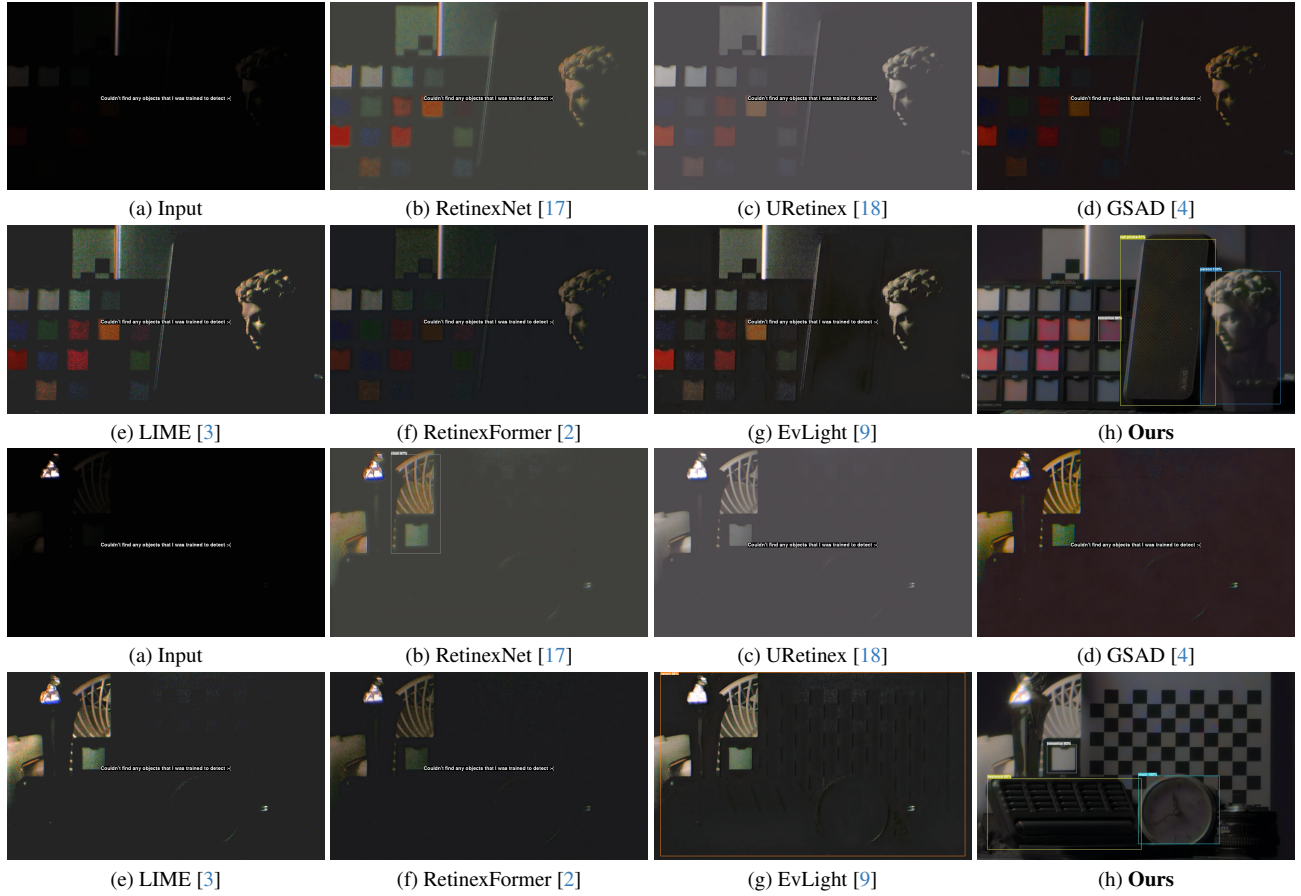 Couldn't find any objects that I was trained to detect :-(
Couldn't find any objects that I was trained to detect :-(
Couldn't find any objects that I was trained to detect :-(
Couldn't find any objects that I was trained to detect :-(
(a) Input
(b) RetinexNet [17]
(c) URetinex [18]
(d) GSAD [4]
Couldn't find any objects that I was trained to detect :-(
Couldn't find any objects that I was trained to detect :-(
Couldn't find any objects that I was trained to detect :-(
(e) LIME [3]
(f) RetinexFormer [2]
(g) EvLight [9]
(h) Ours
Couldn't find any objects that I was trained to detect :-(
Couldn't find any objects that I was trained to detect :-(
Couldn't find any objects that I was trained to detect :-(
(a) Input
(b) RetinexNet [17]
(c) URetinex [18]
(d) GSAD [4]
Couldn't find any objects that I was trained to detect :-(
Couldn't find any objects that I was trained to detect :-(
(e) LIME [3]
(f) RetinexFormer [2]
(g) EvLight [9]
(h) Ours